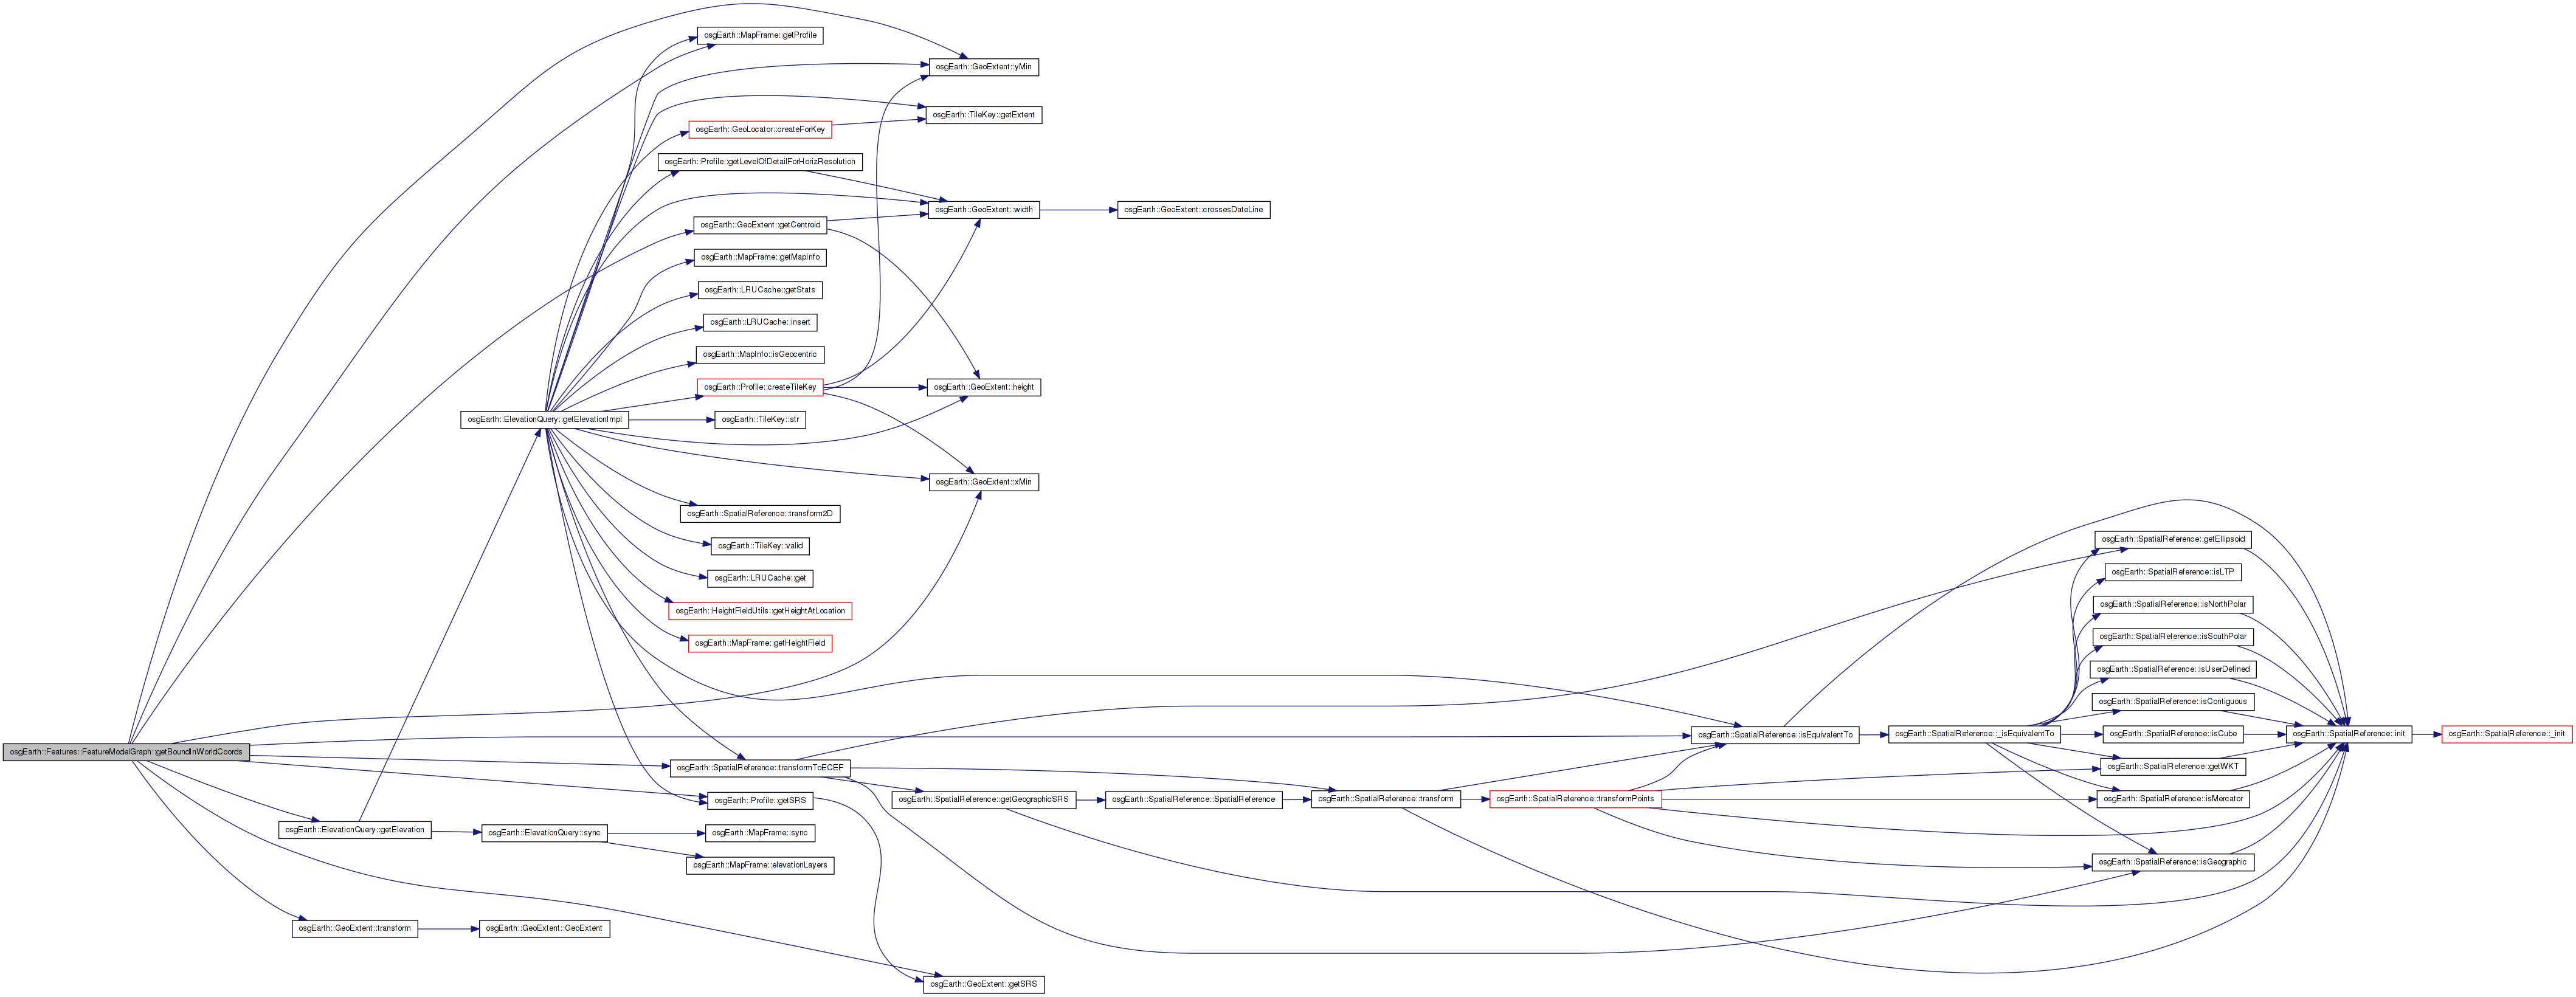 osgEarth::MapFrame::getProfile
osgEarth::GeoExtent::yMin
osgEarth::TileKey::getExtent
osgEarth::GeoLocator::createForKey
osgEarth::Profile::getLevelOfDetailForHorizResolution
osgEarth::GeoExtent::width
osgEarth::GeoExtent::crossesDateLine
osgEarth::GeoExtent::getCentroid
osgEarth::MapFrame::getMapInfo
osgEarth::LRUCache::getStats
osgEarth::LRUCache::insert
osgEarth::MapInfo::isGeocentric
osgEarth::Profile::createTileKey
osgEarth::GeoExtent::height
osgEarth::ElevationQuery::getElevationImpl
osgEarth::TileKey::str
osgEarth::GeoExtent::xMin
osgEarth::SpatialReference::transform2D
osgEarth::TileKey::valid
osgEarth::LRUCache::get
osgEarth::HeightFieldUtils::getHeightAtLocation
osgEarth::MapFrame::getHeightField
osgEarth::SpatialReference::getEllipsoid
osgEarth::SpatialReference::isLTP
osgEarth::SpatialReference::isNorthPolar
osgEarth::SpatialReference::isSouthPolar
osgEarth::SpatialReference::isUserDefined
osgEarth::SpatialReference::isContiguous
osgEarth::Features::FeatureModelGraph::getBoundInWorldCoords
osgEarth::SpatialReference::isEquivalentTo
osgEarth::SpatialReference::_isEquivalentTo
osgEarth::SpatialReference::isCube
osgEarth::SpatialReference::init
osgEarth::SpatialReference::_init
osgEarth::SpatialReference::transformToECEF
osgEarth::SpatialReference::getWKT
osgEarth::Profile::getSRS
osgEarth::SpatialReference::getGeographicSRS
osgEarth::SpatialReference::SpatialReference
osgEarth::SpatialReference::transform
osgEarth::SpatialReference::transformPoints
osgEarth::SpatialReference::isMercator
osgEarth::ElevationQuery::getElevation
osgEarth::ElevationQuery::sync
osgEarth::MapFrame::sync
osgEarth::MapFrame::elevationLayers
osgEarth::SpatialReference::isGeographic
osgEarth::GeoExtent::transform
osgEarth::GeoExtent::GeoExtent
osgEarth::GeoExtent::getSRS